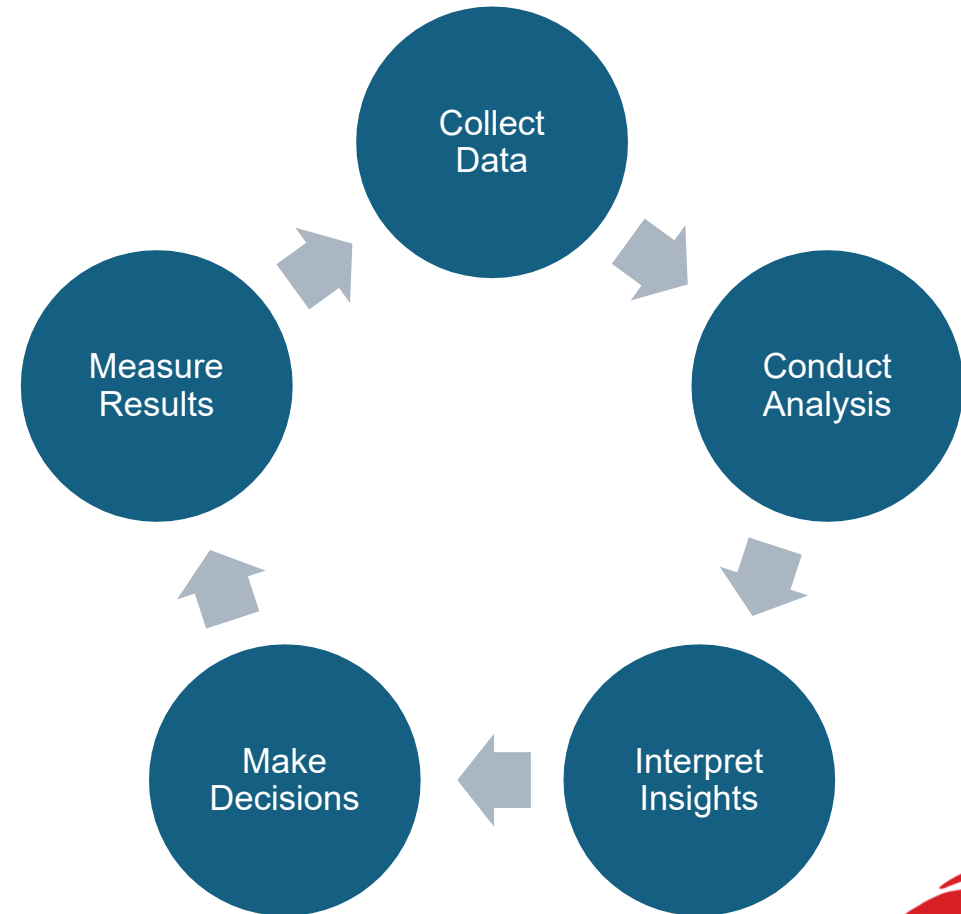 Collect
Data
Conduct
Analysis
Interpret
Insights
Make
Decisions
Measure
Results